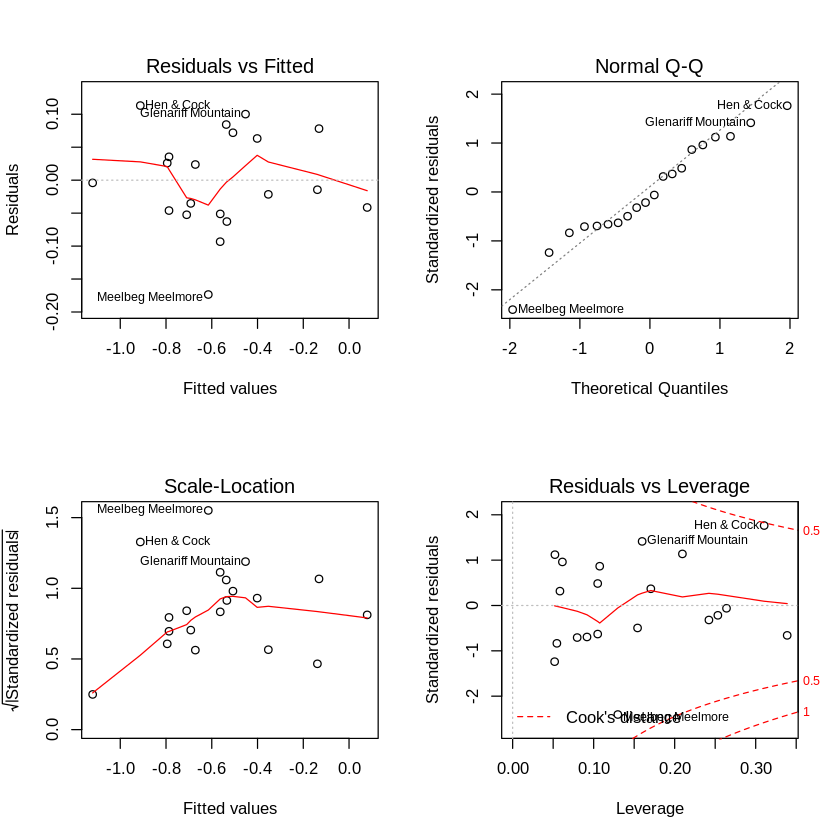 Residuals vs Fitted
Residuals
0.10
0.00
-0.10
-0.20
Hen & Cock
Glenariff Mountain
Meelbeg Meelmore
-1.0 -0.8 -0.6 -0.4 -0.2 0.0
Fitted values
Normal Q-Q
Standardized residuals
2
1
0
-1
-2
Hen & Cock
Glenariff Mountain
Meelbeg Meelmore
-2 -1 0 1 2
Theoretical Quantiles
Scale-Location
√|Standardized residuals|
1.5
1.0
0.5
0.0
Meelbeg Meelmore
Hen & Cock
Glenariff Mountain
-1.0 -0.8 -0.6 -0.4 -0.2 0.0
Fitted values
Residuals vs Leverage
Standardized residuals
2
1
0
-1
-2
Hen & Cock
Glenariff Mountain
0.5
0.5
1
Cook's distance
Meelbeg Meelmore
0.00 0.10 0.20 0.30
Leverage